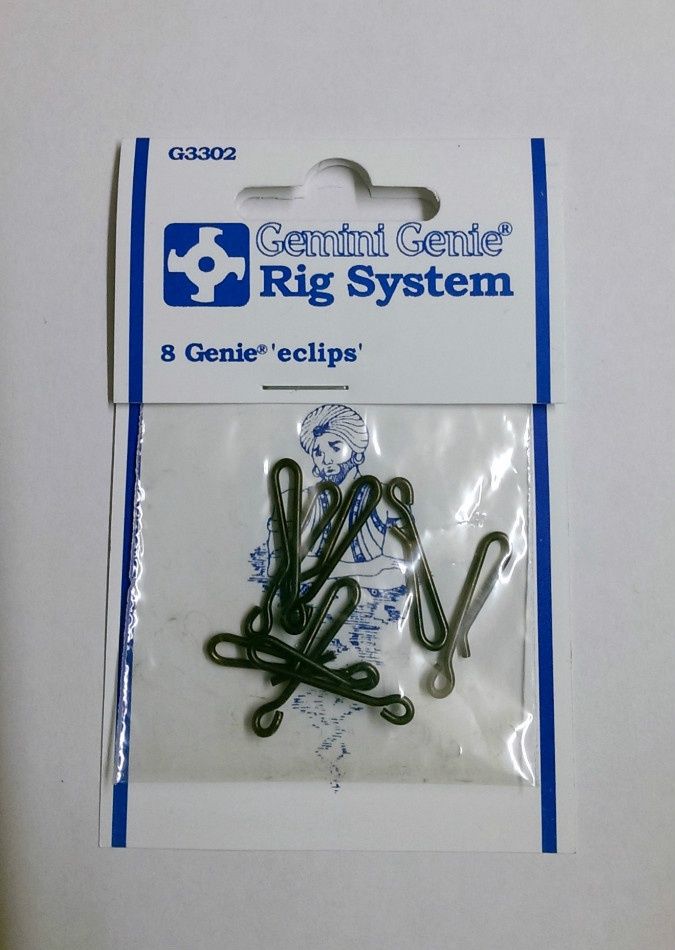 G3302
Gemini Genie®
Rig System
8 Genie® 'eclips'